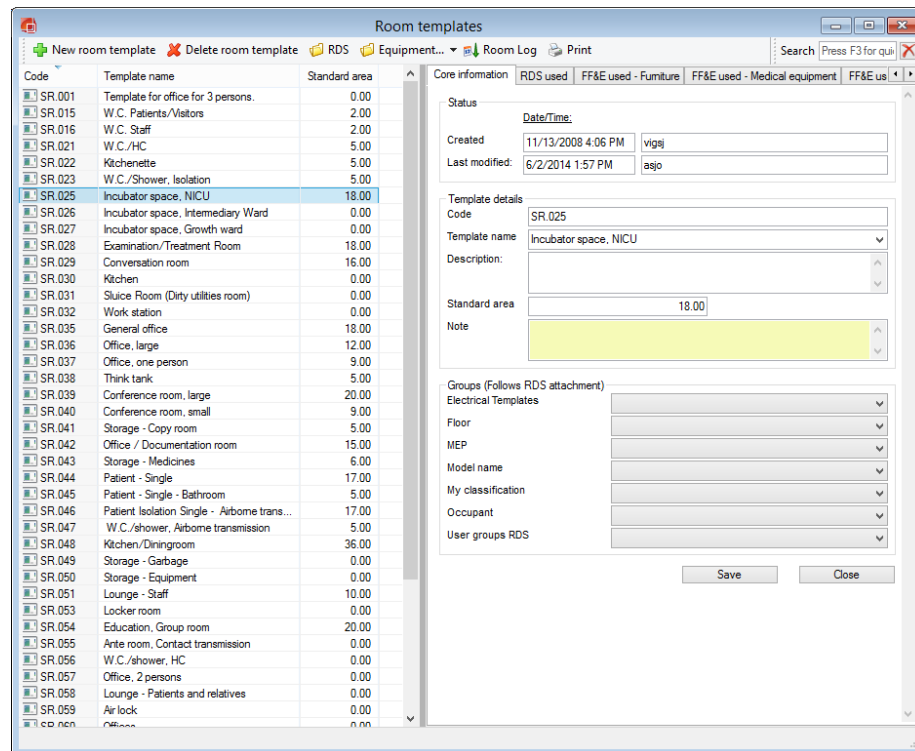 Room templates
New room template Delete room template RDS Equipment... Room Log Print Search Press F3 for qui
Code Template name Standard area
SR.001 Template for office for 3 persons. 0.00
SR.015 W.C. Patients/Visitors 2.00
SR.016 W.C. Staff 2.00
SR.021 W.C./HC 5.00
SR.022 Kitchenette 5.00
SR.023 W.C./Shower, Isolation 5.00
SR.025 Incubator space, NICU 18.00
SR.026 Incubator space, Intermediary Ward 0.00
SR.027 Incubator space, Growth ward 0.00
SR.028 Examination/Treatment Room 18.00
SR.029 Conversation room 16.00
SR.030 Kitchen 0.00
SR.031 Sluice Room (Dirty utilities room) 0.00
SR.032 Work station 0.00
SR.035 General office 18.00
SR.036 Office, large 12.00
SR.037 Office, one person 9.00
SR.038 Think tank 5.00
SR.039 Conference room, large 20.00
SR.040 Conference room, small 9.00
SR.041 Storage - Copy room 5.00
SR.042 Office / Documentation room 15.00
SR.043 Storage - Medicines 6.00
SR.044 Patient - Single 17.00
SR.045 Patient - Single - Bathroom 5.00
SR.046 Patient Isolation Single - Airborne trans... 17.00
SR.047 W.C./shower, Airborne transmission 5.00
SR.048 Kitchen/Diningroom 36.00
SR.049 Storage - Garbage 0.00
SR.050 Storage - Equipment 0.00
SR.051 Lounge - Staff 10.00
SR.053 Locker room 0.00
SR.054 Education, Group room 20.00
SR.055 Ante room, Contact transmission 0.00
SR.056 W.C./shower, HC 0.00
SR.057 Office, 2 persons 0.00
SR.058 Lounge - Patients and relatives 0.00
SR.059 Air lock 0.00
SR.060 Offices 0.00
Core information RDS used FF&E used - Furniture FF&E used - Medical equipment FF&E us
Status
Date/Time:
Created 11/13/2008 4:06 PM vigsj
Last modified: 6/2/2014 1:57 PM asjo
Template details
Code SR.025
Template name Incubator space, NICU
Description:
Standard area 18.00
Note
Groups (Follows RDS attachment)
Electrical Templates
Floor
MEP
Model name
My classification
Occupant
User groups RDS
Save Close